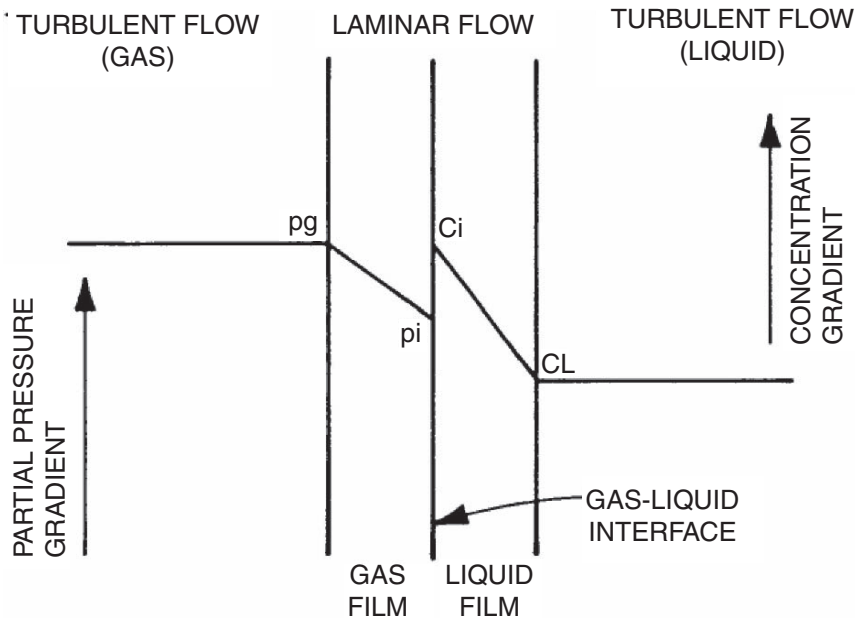 TURBULENT FLOW
(GAS)
LAMINAR FLOW
TURBULENT FLOW
(LIQUID)
PARTIAL PRESSURE
GRADIENT
pg
pi
Ci
CL
CONCENTRATION
GRADIENT
GAS-LIQUID
INTERFACE
GAS
FILM
LIQUID
FILM